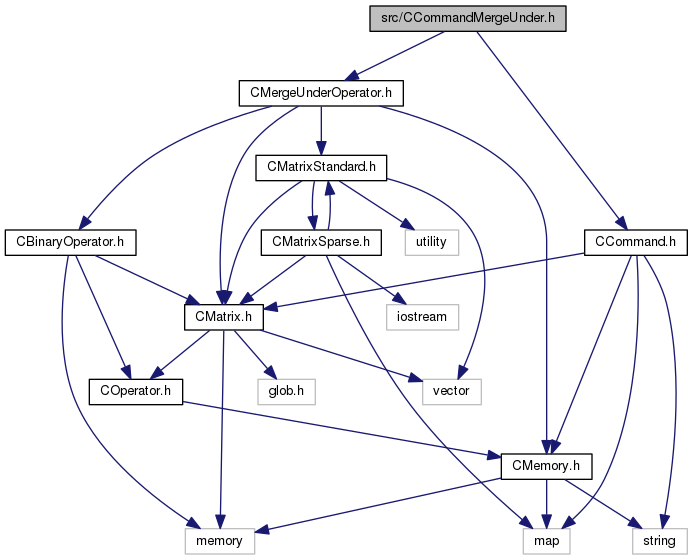 src/CCommandMergeUnder.h
CMergeUnderOperator.h
CMatrixStandard.h
CBinaryOperator.h
CMatrixSparse.h
utility
CCommand.h
CMatrix.h
iostream
COperator.h
glob.h
vector
CMemory.h
memory
map
string